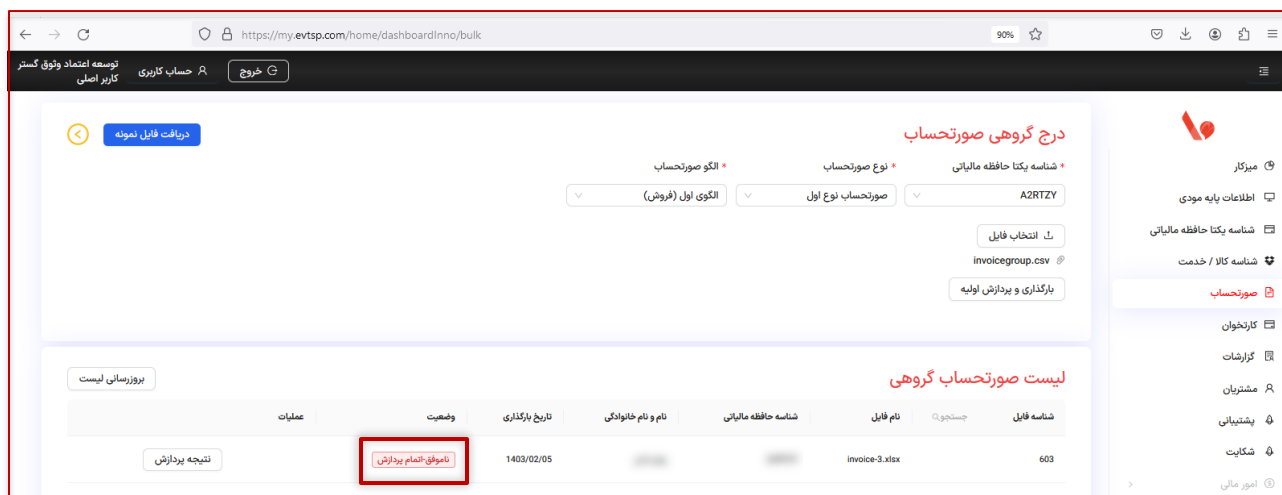 https://my.evtsp.com/home/dashboardInno/bulk
90%
توسعه اعتماد وثوق گستر
کاربر اصلی
حساب کاربری
خروج
میزکار
اطلاعات پایه مودی
شناسه یکتا حافظه مالیاتی
شناسه کالا / خدمت
صورتحساب
کارتخوان
گزارشات
مشتریان
پشتیبانی
شکایت
امور مالی
درج گروهی صورتحساب
دریافت فایل نمونه
* شناسه یکتا حافظه مالیاتی * نوع صورتحساب * الگو صورتحساب
A2RTZY صورتحساب نوع اول الگوی اول (فروش)
انتخاب فایل
invoicegroup.csv
بارگذاری و پردازش اولیه
لیست صورتحساب گروهی
بروزرسانی لیست
شناسه فایل جستجو نام فایل شناسه حافظه مالیاتی نام و نام خانوادگی تاریخ بارگذاری وضعیت عملیات
603 invoice-3.xlsx 1403/02/05 ناموفق-اتمام پردازش نتیجه پردازش